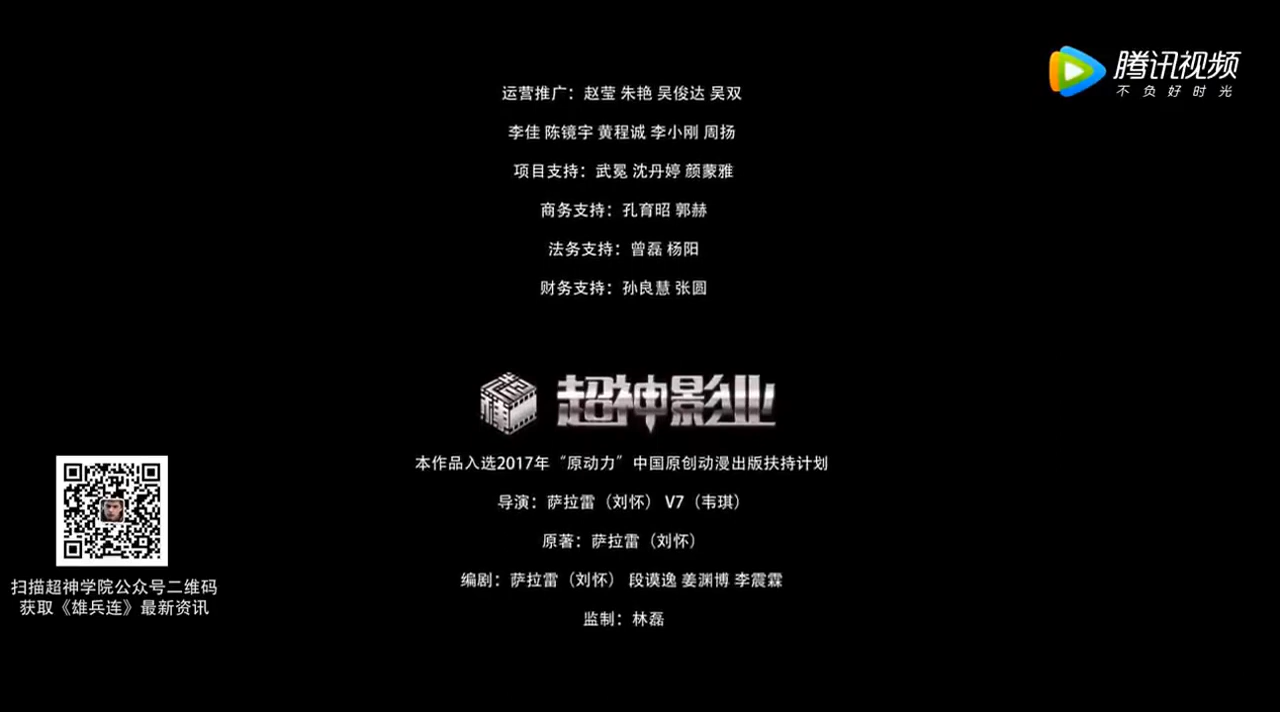 腾讯视频
不负好时光
运营推广：赵莹 朱艳 吴俊达 吴双
李佳 陈镜宇 黄程诚 李小刚 周扬
项目支持：武冕 沈丹婷 颜蒙雅
商务支持：孔育昭 郭赫
法务支持：曾磊 杨阳
财务支持：孙良慧 张圆
超神影业
本作品入选2017年“原动力”中国原创动漫出版扶持计划
导演：萨拉雷（刘怀） V7（韦琪）
原著：萨拉雷（刘怀）
编剧：萨拉雷（刘怀） 段谟逸 姜渊博 李震霖
监制：林磊
扫描超神学院公众号二维码
获取《雄兵连》最新资讯